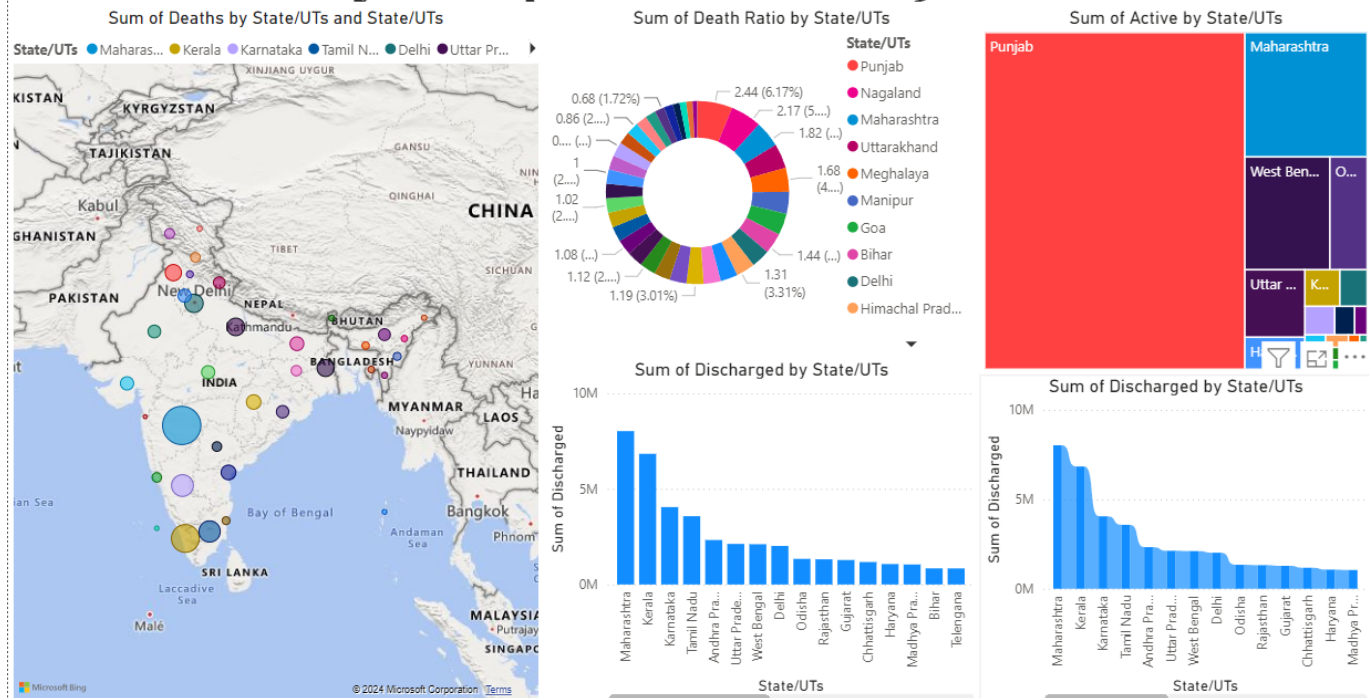 Sum of Deaths by State/UTs and State/UTs
State/UTs Maharas... Kerala Karnataka Tamil N... Delhi Uttar Pr...
XINJIANG UYGUR
KISTAN
KYRGYZSTAN
TAJIKISTAN
GANSU
NIN
QINGHAI
Kabul
CHINA
GHANISTAN
TIBET
SICHUAN
PAKISTAN
New Delhi
NEPAL
Kathmandu
BHUTAN
BANGLADESH
YUNNAN
INDIA
Ha
MYANMAR
LAOS
Naypyidaw
THAILAND
ian Sea
Bay of Bengal
Bangkok
Andaman
Sea
Phnom
SRI LANKA
Laccadive
Sea
Malé
MALAYSIA
Putrajay
SINGAPO
Microsoft Bing
© 2024 Microsoft Corporation Terms
Sum of Death Ratio by State/UTs
0.68 (1.72%)
0.86 (2....)
0.... (...)
1
(2....)
1.02
(2....)
1.08 (...)
1.12 (2....)
1.19 (3.01%)
2.44 (6.17%)
2.17 (5....)
1.82 (...)
1.68
(4....)
1.44 (...)
1.31
(3.31%)
State/UTs
Punjab
Nagaland
Maharashtra
Uttarakhand
Meghalaya
Manipur
Goa
Bihar
Delhi
Himachal Prad...
Sum of Active by State/UTs
Punjab
Maharashtra
West Ben...
O...
Uttar ...
K...
Sum of Discharged by State/UTs
10M
5M
0M
Sum of Discharged
Maharashtra
Kerala
Karnataka
Tamil Nadu
Andhra Pra...
Uttar Prade...
West Bengal
Delhi
Odisha
Rajasthan
Gujarat
Chhattisgarh
Haryana
Madhya Pra...
Bihar
Telengana
State/UTs
Sum of Discharged by State/UTs
10M
5M
0M
Sum of Discharged
Maharashtra
Kerala
Karnataka
Tamil Nadu
Andhra Pra...
Uttar Prad...
West Bengal
Delhi
Odisha
Rajasthan
Gujarat
Chhattisgarh
Haryana
Madhya Pr...
State/UTs